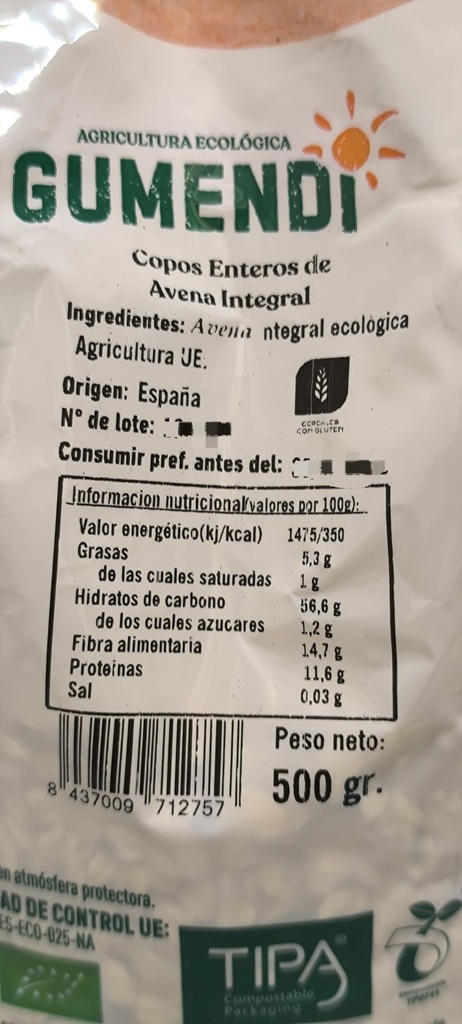 AGRICULTURA ECOLÓGICA
GUMENDI
Copos Enteros de
Avena Integral
Ingredientes: Avena ntegral ecológica
Agricultura UE.
Origen: España
CEREALES
CON GLUTEN
N° de lote:
Consumir pref. antes del:
Informacion nutricional(valores por 100g):
Valor energético(kj/kcal) 1475/350
Grasas 5,3 g
de las cuales saturadas 1 g
Hidratos de carbono 56,6 g
de los cuales azucares 1,2 g
Fibra alimentaria 14,7 g
Proteinas 11,6 g
Sal 0,03 g
8 437009 712757
Peso neto:
500 gr.
en atmósfera protectora.
AD DE CONTROL UE:
ES-ECO-025-NA
TIPA®
Compostable
Packaging